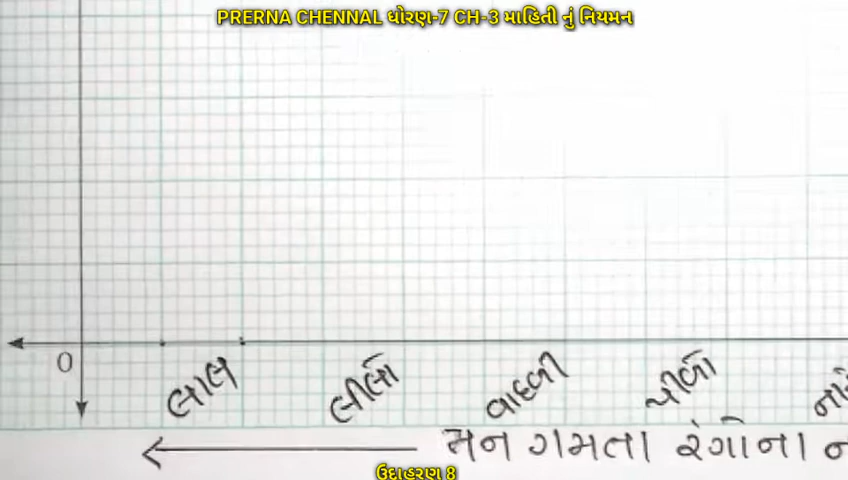 PRERNA CHENNAL ધોરણ-7 CH-3 માહિતી નું નિયમન
0
લાલ લીલો વાદળી પીળો
મન ગમતા રંગોના
ઉદાહરણ 8